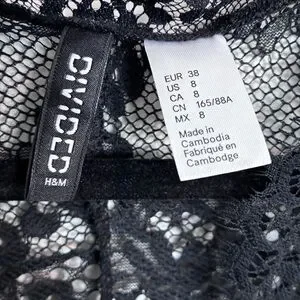 DIVIDED
H&M
EUR 38
US 8
CA 8
CN 165/88A
MX 8
Made in
Cambodia
Fabriqué en
Cambodge